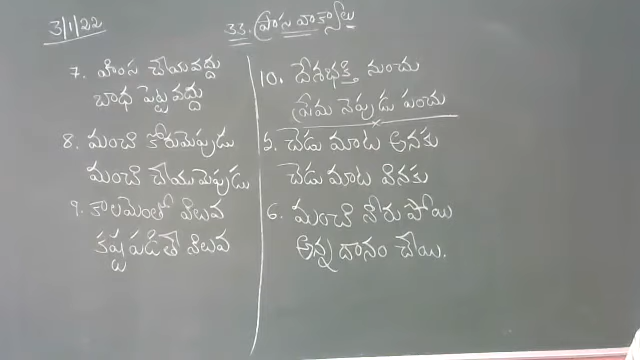 3/1/22
33. ప్రాస వాక్యాలు
7. హింస చేయవద్దు
బాధ పెట్టవద్దు
8. మంచి కోరుమెపుడు
మంచి చేయుమెపుడు
9. కాలమెంతో విలువ
కష్టపడితే విలువ
10. దేశభక్తి నుంచు
ప్రేమ నెపుడు పంచు
5. చెడు మాట అనకు
చెడు మాట వినకు
6. మంచి నీరు పోయి
అన్న దానం చేయి.